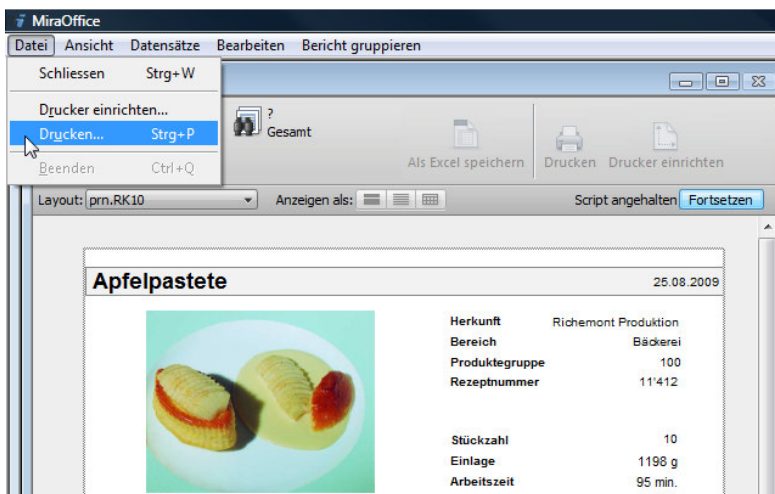 MiraOffice
Datei Ansicht Datensätze Bearbeiten Bericht gruppieren
Schliessen Strg+W
Drucker einrichten...
Drucken... Strg+P
Beenden Ctrl+Q
?
Gesamt
Als Excel speichern Drucken Drucker einrichten
Layout: prn.RK10 Anzeigen als: Script angehalten Fortsetzen
Apfelpastete 25.08.2009
Herkunft Richemont Produktion
Bereich Bäckerei
Produktegruppe 100
Rezeptnummer 11'412
Stückzahl 10
Einlage 1198 g
Arbeitszeit 95 min.